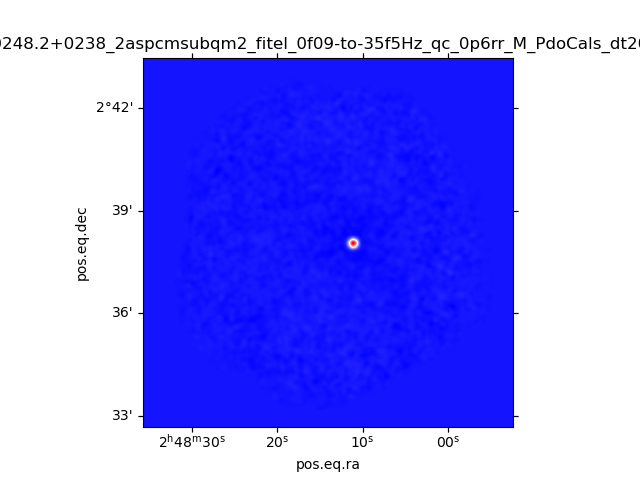 0248.2+0238_2aspcmsubqm2_fitel_0f09-to-35f5Hz_qc_0p6rr_M_PdoCals_dt20
2°42'
39'
36'
33'
pos.eq.dec
2ʰ48ᵐ30ˢ 20ˢ 10ˢ 00ˢ
pos.eq.ra